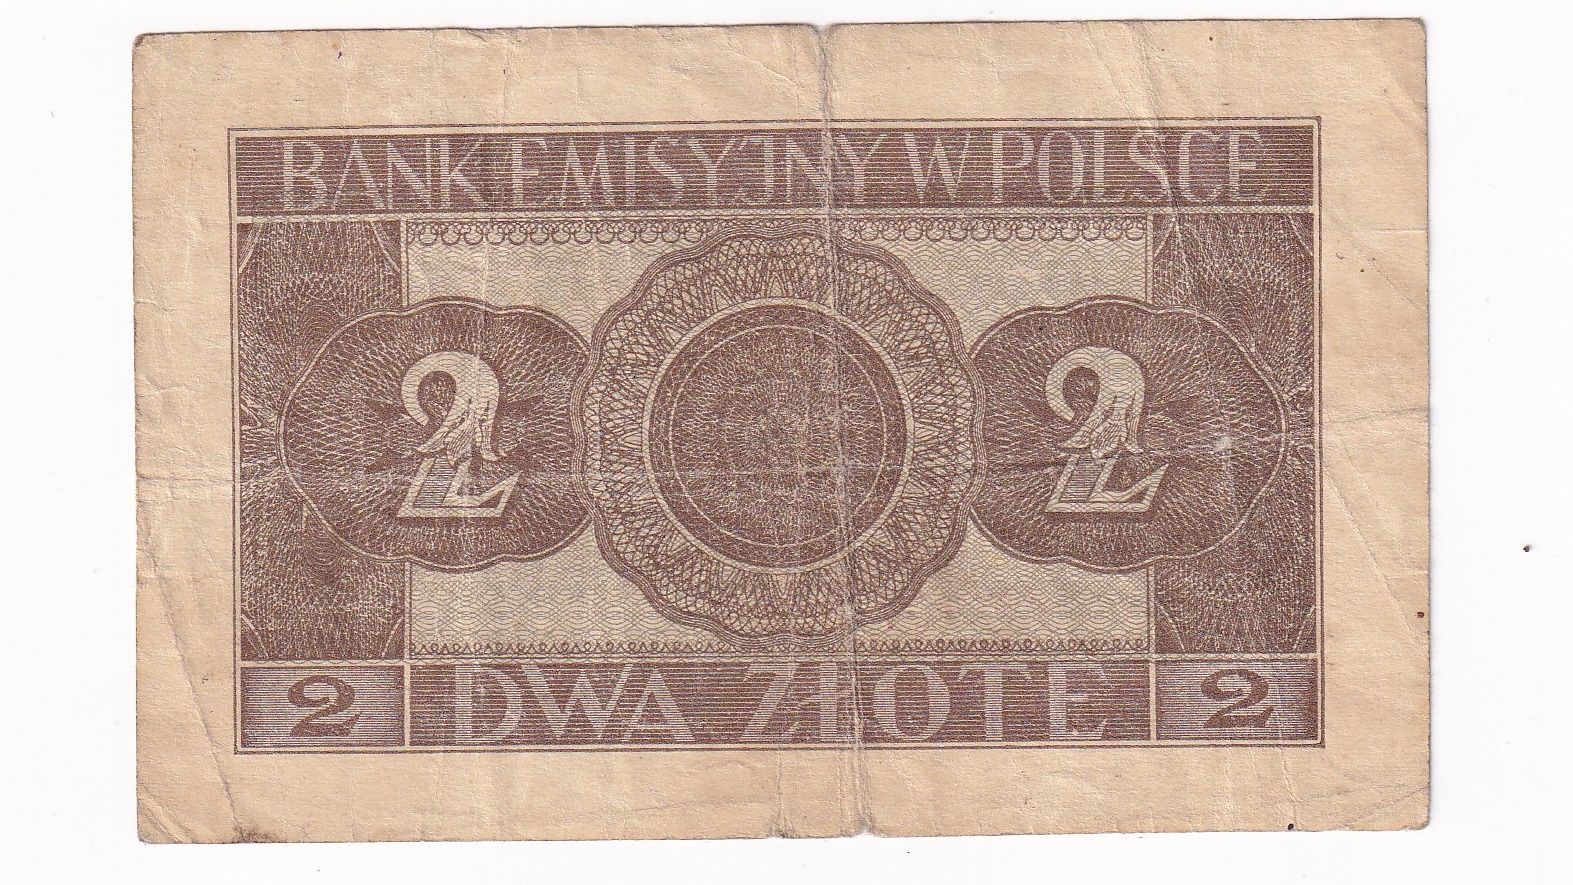 BANK EMISYJNY W POLSCE
2 2
2 DWA ZŁOTE 2